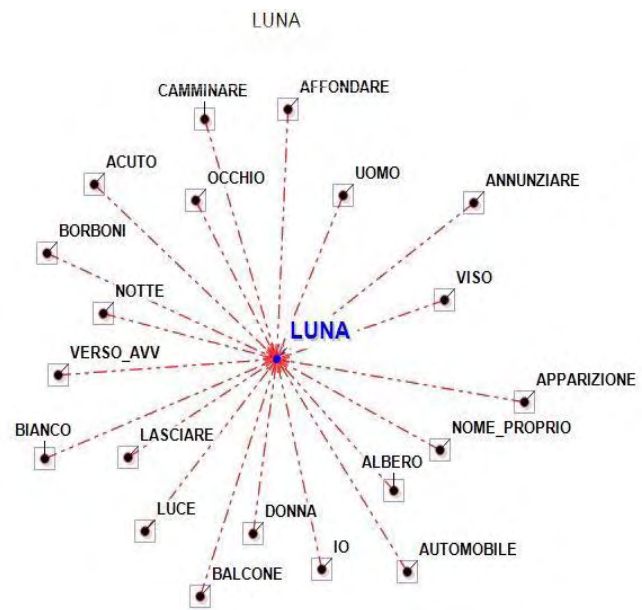 LUNA
CAMMINARE
AFFONDARE
ACUTO
OCCHIO
UOMO
ANNUNZIARE
BORBONI
NOTTE
VISO
LUNA
VERSO_AVV
APPARIZIONE
BIANCO
LASCIARE
NOME_PROPRIO
ALBERO
LUCE
DONNA
IO
AUTOMOBILE
BALCONE